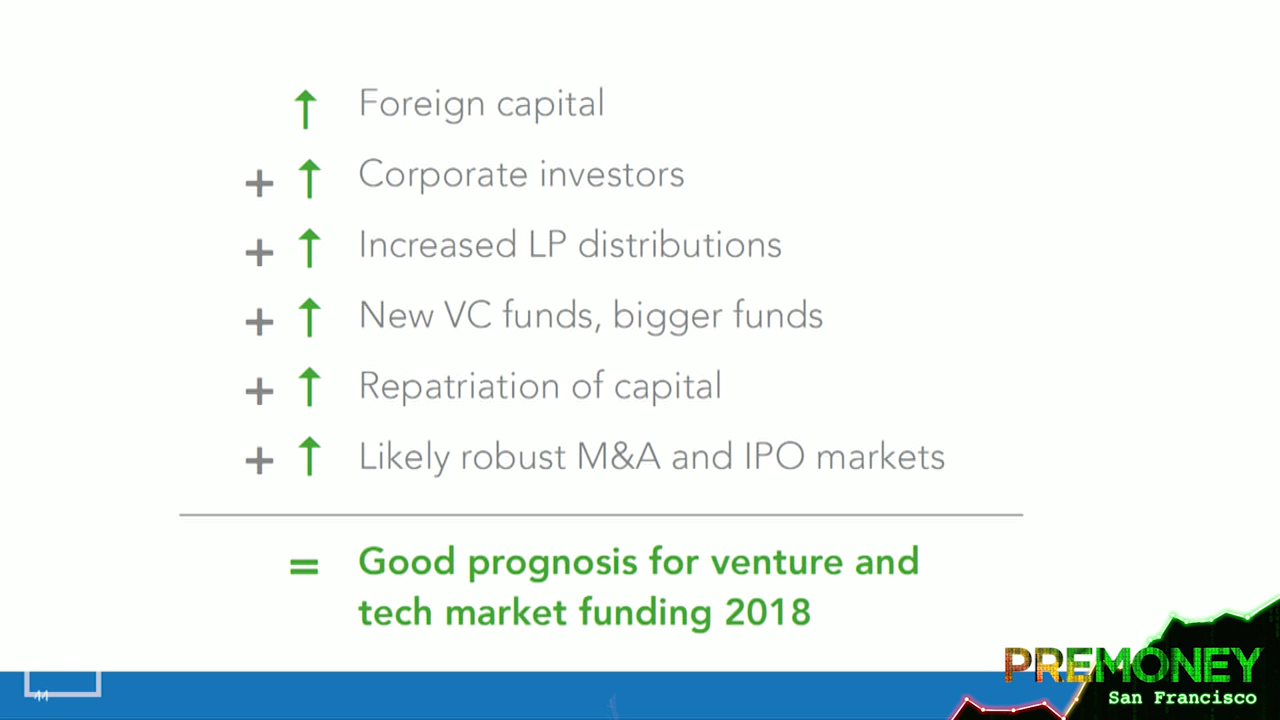 ↑ Foreign capital
+ ↑ Corporate investors
+ ↑ Increased LP distributions
+ ↑ New VC funds, bigger funds
+ ↑ Repatriation of capital
+ ↑ Likely robust M&A and IPO markets
= Good prognosis for venture and
tech market funding 2018
PREMONEY
San Francisco